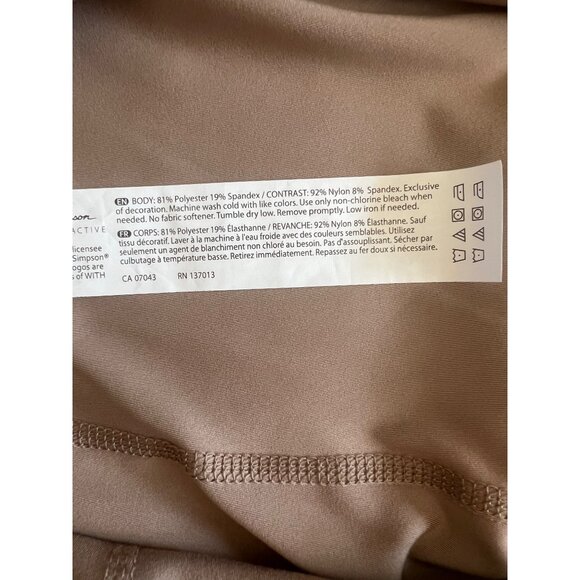 son
ACTIVE
licensee
Simpson®
ogos are
s of WITH
EN BODY: 81% Polyester 19% Spandex / CONTRAST: 92% Nylon 8% Spandex. Exclusive
of decoration. Machine wash cold with like colors. Use only non-chlorine bleach when
needed. No fabric softener. Tumble dry low. Remove promptly. Low iron if needed.
FR CORPS: 81% Polyester 19% Élasthanne / REVANCHE: 92% Nylon 8% Élasthanne. Sauf
tissu décoratif. Laver à la machine à l'eau froide avec des couleurs semblables. Utilisez
seulement un agent de blanchiment non chloré au besoin. Pas d'assouplissant. Sécher par
culbutage à température basse. Retirez immédiatement. Repassez au fer doux si nécessaire.
CA 07043 RN 137013